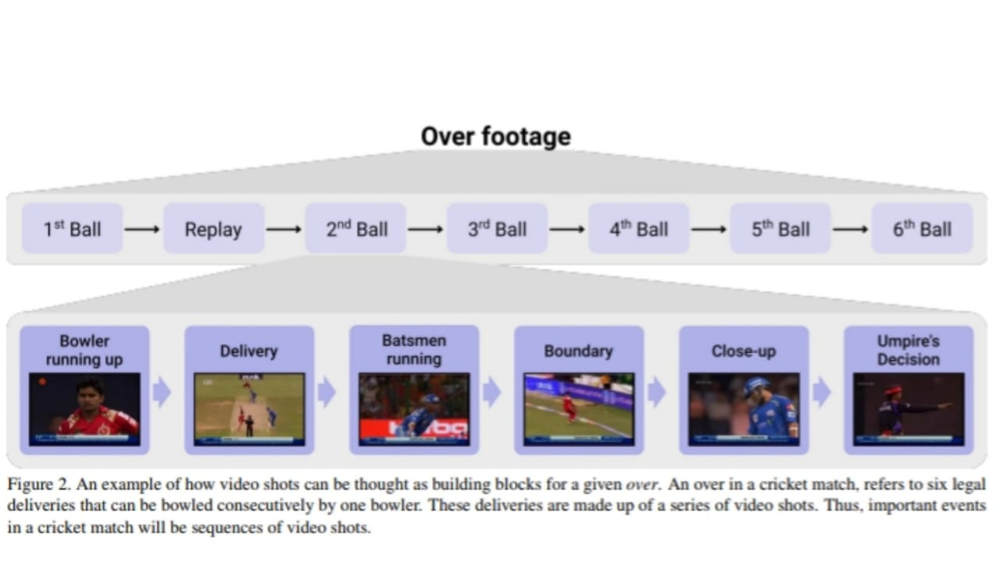 Over footage
1st Ball
Replay
2nd Ball
3rd Ball
4th Ball
5th Ball
6th Ball
Bowler
running up
Delivery
Batsmen
running
Boundary
Close-up
Umpire's
Decision
Figure 2. An example of how video shots can be thought as building blocks for a given over. An over in a cricket match, refers to six legal
deliveries that can be bowled consecutively by one bowler. These deliveries are made up of a series of video shots. Thus, important events
in a cricket match will be sequences of video shots.